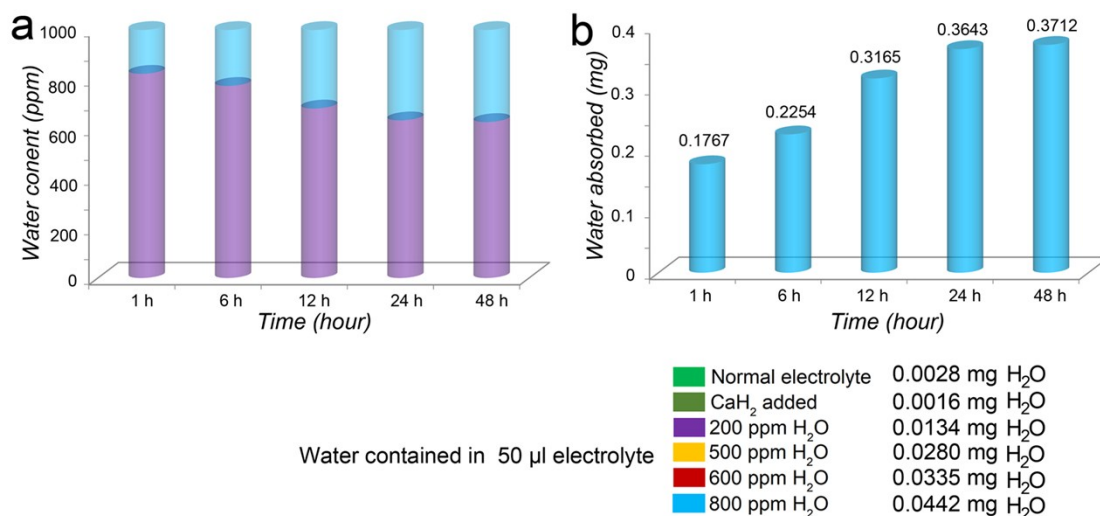 a
Water conent (ppm)
1000
800
600
400
200
0
1 h 6 h 12 h 24 h 48 h
Time (hour)
b
Water absorbed (mg)
0.4
0.3
0.2
0.1
0
0.1767
0.2254
0.3165
0.3643
0.3712
1 h 6 h 12 h 24 h 48 h
Time (hour)
Water contained in 50 µl electrolyte
Normal electrolyte 0.0028 mg H₂O
CaH₂ added 0.0016 mg H₂O
200 ppm H₂O 0.0134 mg H₂O
500 ppm H₂O 0.0280 mg H₂O
600 ppm H₂O 0.0335 mg H₂O
800 ppm H₂O 0.0442 mg H₂O